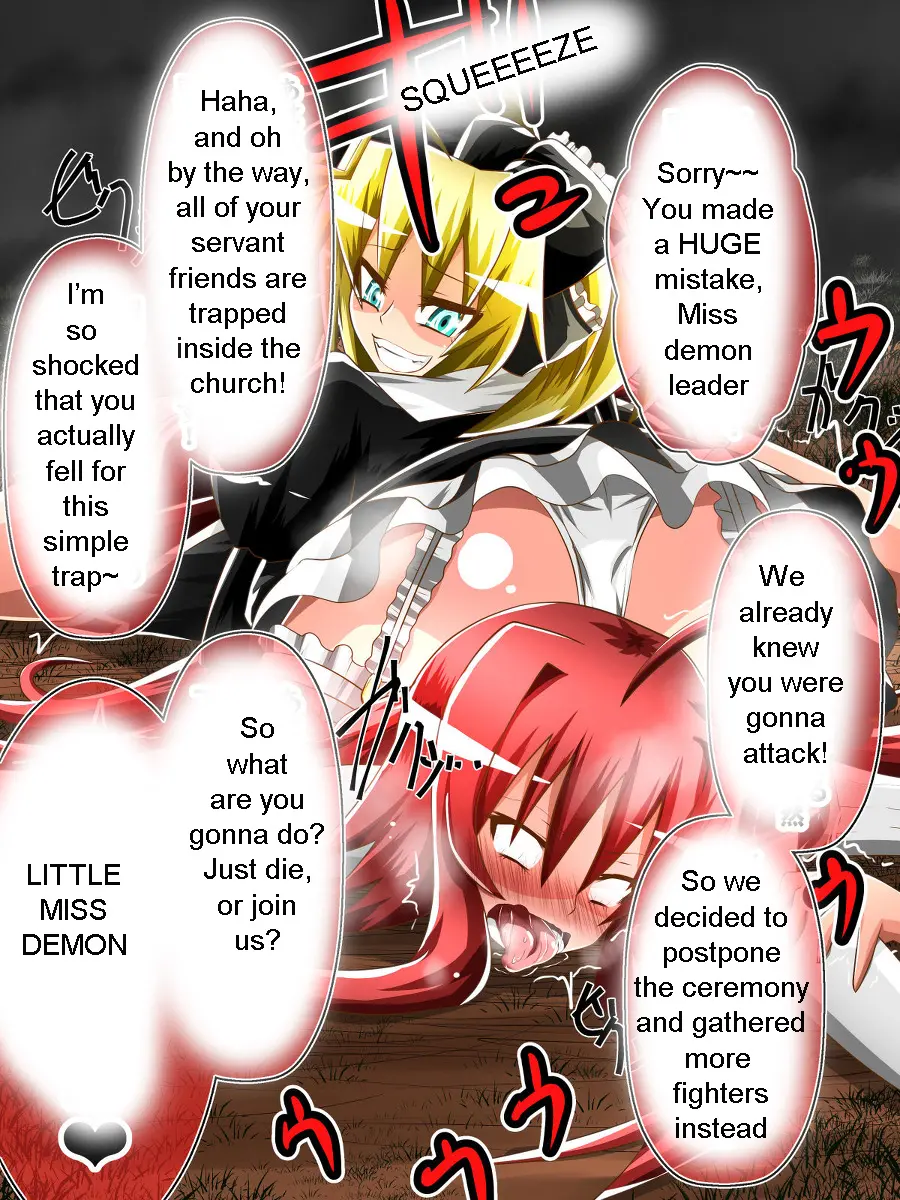 SQUEEEEZE
Sorry~~
You made
a HUGE
mistake,
Miss
demon
leader
We
already
knew
you were
gonna
attack!
So we
decided to
postpone
the ceremony
and gathered
more
fighters
instead
Haha,
and oh
by the way,
all of your
servant
friends are
trapped
inside the
church!
I'm
so
shocked
that you
actually
fell for
this
simple
trap~
So
what
are you
gonna do?
Just die,
or join
us?
LITTLE
MISS
DEMON